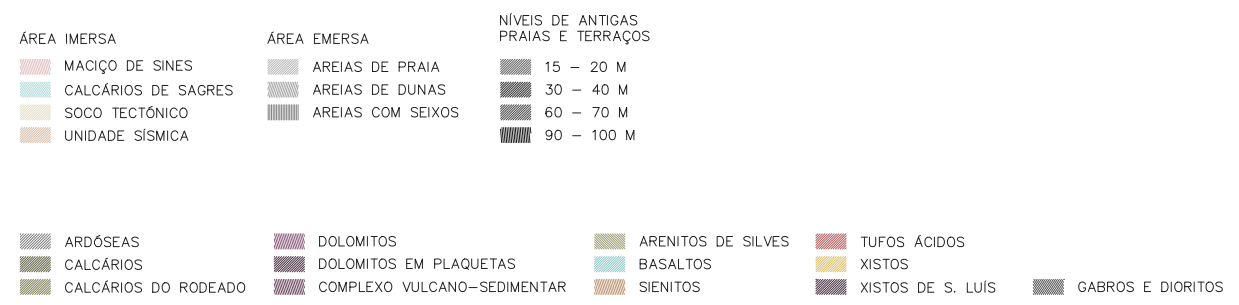 ÁREA IMERSA
MACIÇO DE SINES
CALCÁRIOS DE SAGRES
SOCO TECTÓNICO
UNIDADE SÍSMICA
ÁREA EMERSA
AREIAS DE PRAIA
AREIAS DE DUNAS
AREIAS COM SEIXOS
NÍVEIS DE ANTIGAS
PRAIAS E TERRAÇOS
15 – 20 M
30 – 40 M
60 – 70 M
90 – 100 M
ARDÓSEAS
CALCÁRIOS
CALCÁRIOS DO RODEADO
DOLOMITOS
DOLOMITOS EM PLAQUETAS
COMPLEXO VULCANO–SEDIMENTAR
ARENITOS DE SILVES
BASALTOS
SIENITOS
TUFOS ÁCIDOS
XISTOS
XISTOS DE S. LUÍS
GABROS E DIORITOS